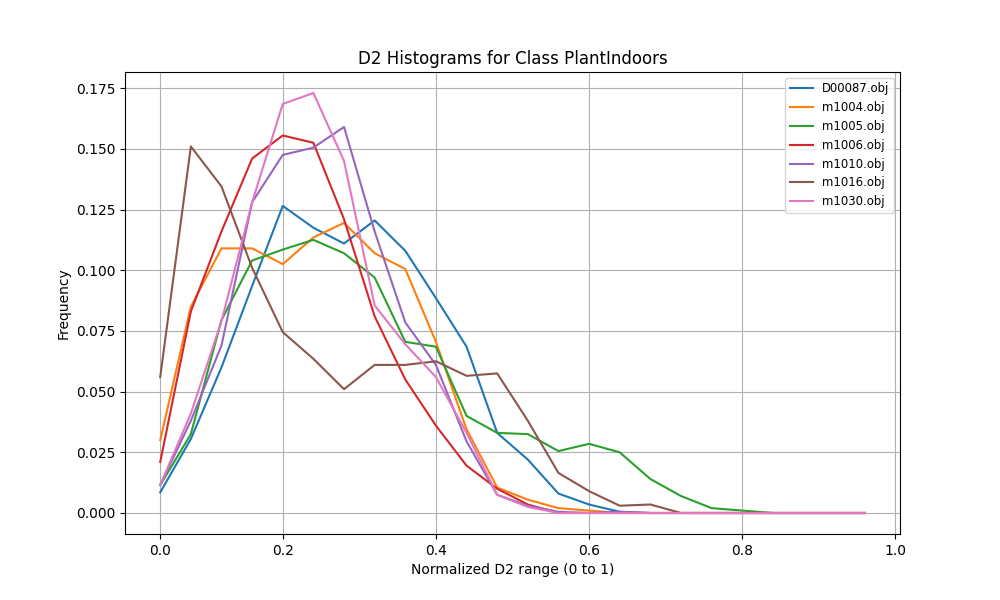 D2 Histograms for Class PlantIndoors
D00087.obj
m1004.obj
m1005.obj
m1006.obj
m1010.obj
m1016.obj
m1030.obj
0.175
0.150
0.125
0.100
0.075
0.050
0.025
0.000
Frequency
0.0 0.2 0.4 0.6 0.8 1.0
Normalized D2 range (0 to 1)